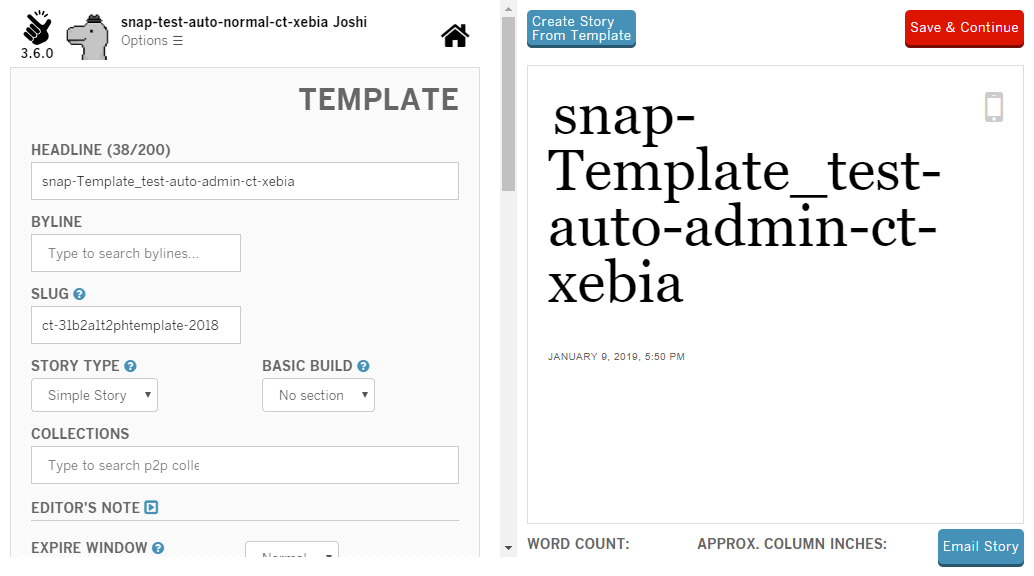 snap-test-auto-normal-ct-xebia Joshi
Options ☰
3.6.0
TEMPLATE
HEADLINE (38/200)
snap-Template_test-auto-admin-ct-xebia
BYLINE
Type to search bylines...
SLUG
ct-31b2a1t2phtemplate-2018
STORY TYPE
BASIC BUILD
Simple Story
No section
COLLECTIONS
Type to search p2p colle
EDITOR'S NOTE
EXPIRE WINDOW
Normal
Create Story
From Template
Save & Continue
snap-
Template_test-
auto-admin-ct-
xebia
JANUARY 9, 2019, 5:50 PM
WORD COUNT:
APPROX. COLUMN INCHES:
Email Story